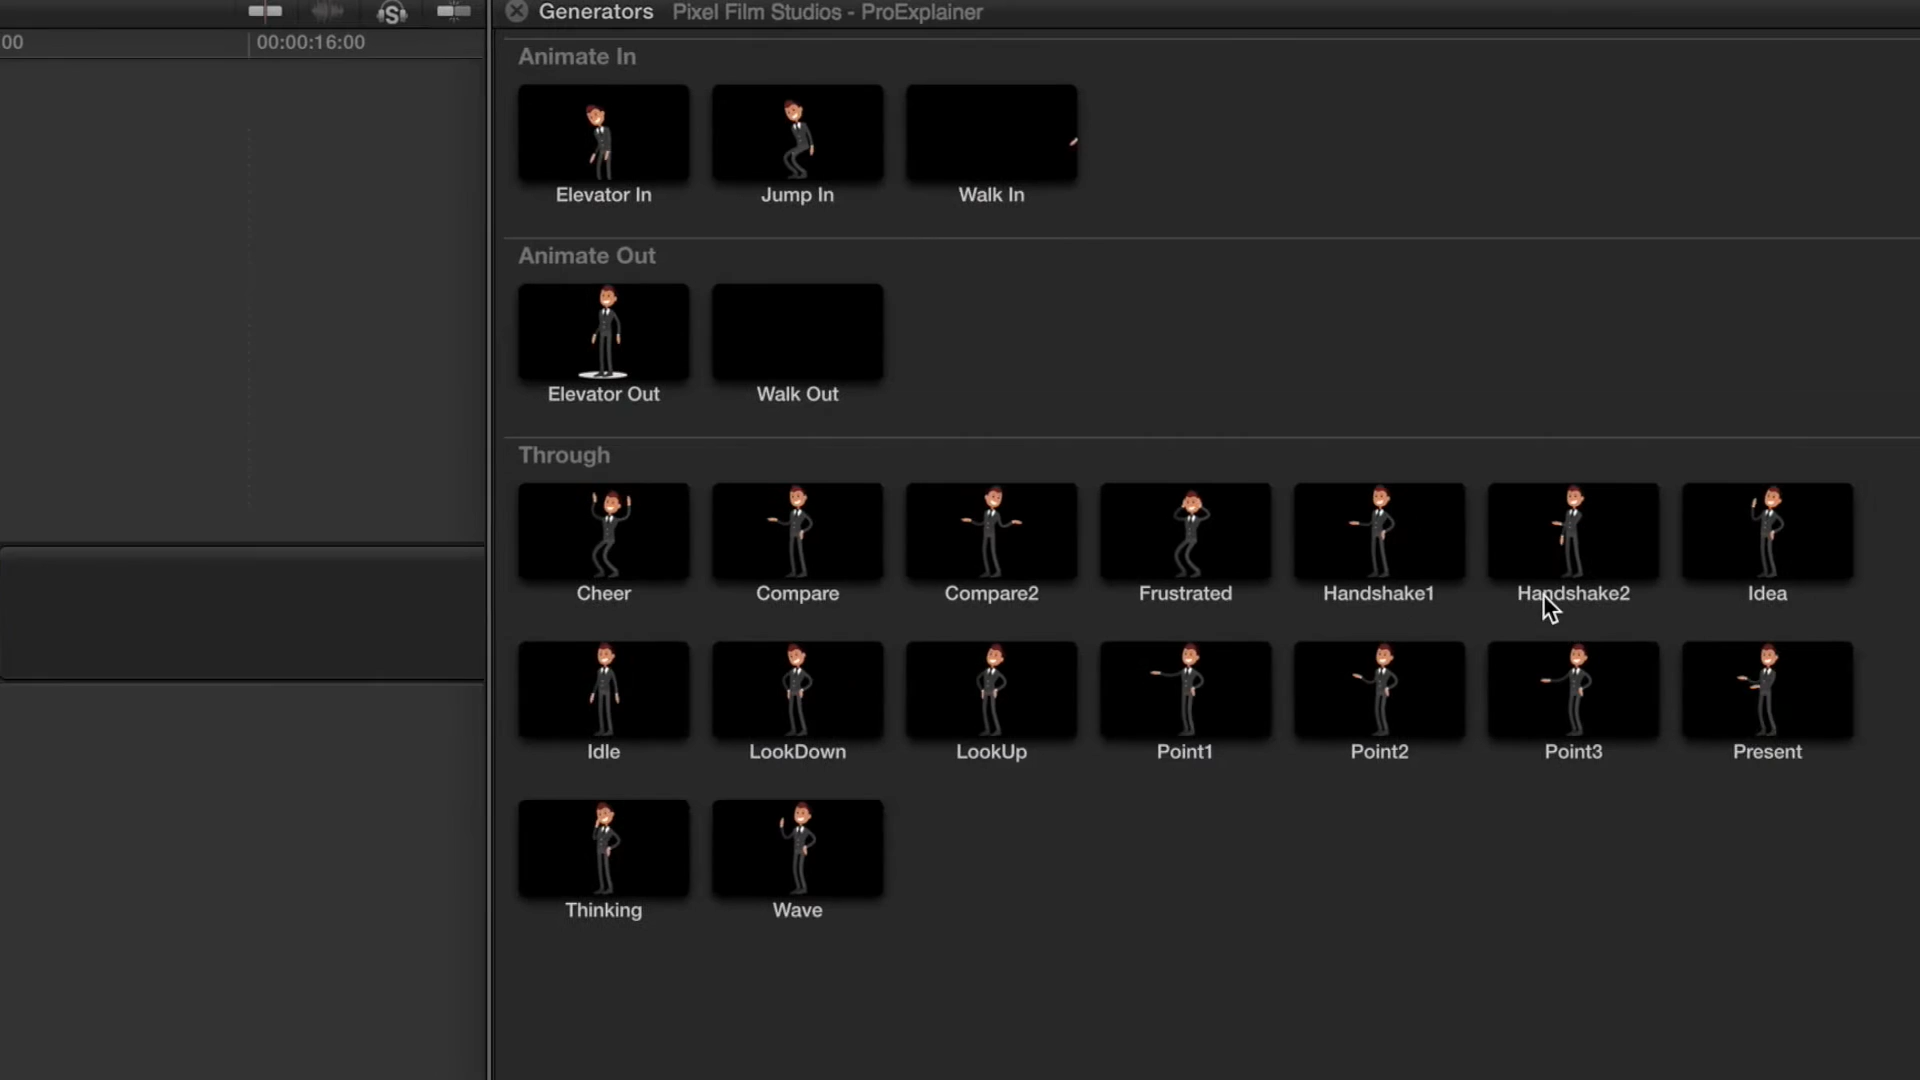 Generators Pixel Film Studios - ProExplainer
00 00:00:16:00
Animate In
Elevator In Jump In Walk In
Animate Out
Elevator Out Walk Out
Through
Cheer Compare Compare2 Frustrated Handshake1 Handshake2 Idea
Idle LookDown LookUp Point1 Point2 Point3 Present
Thinking Wave